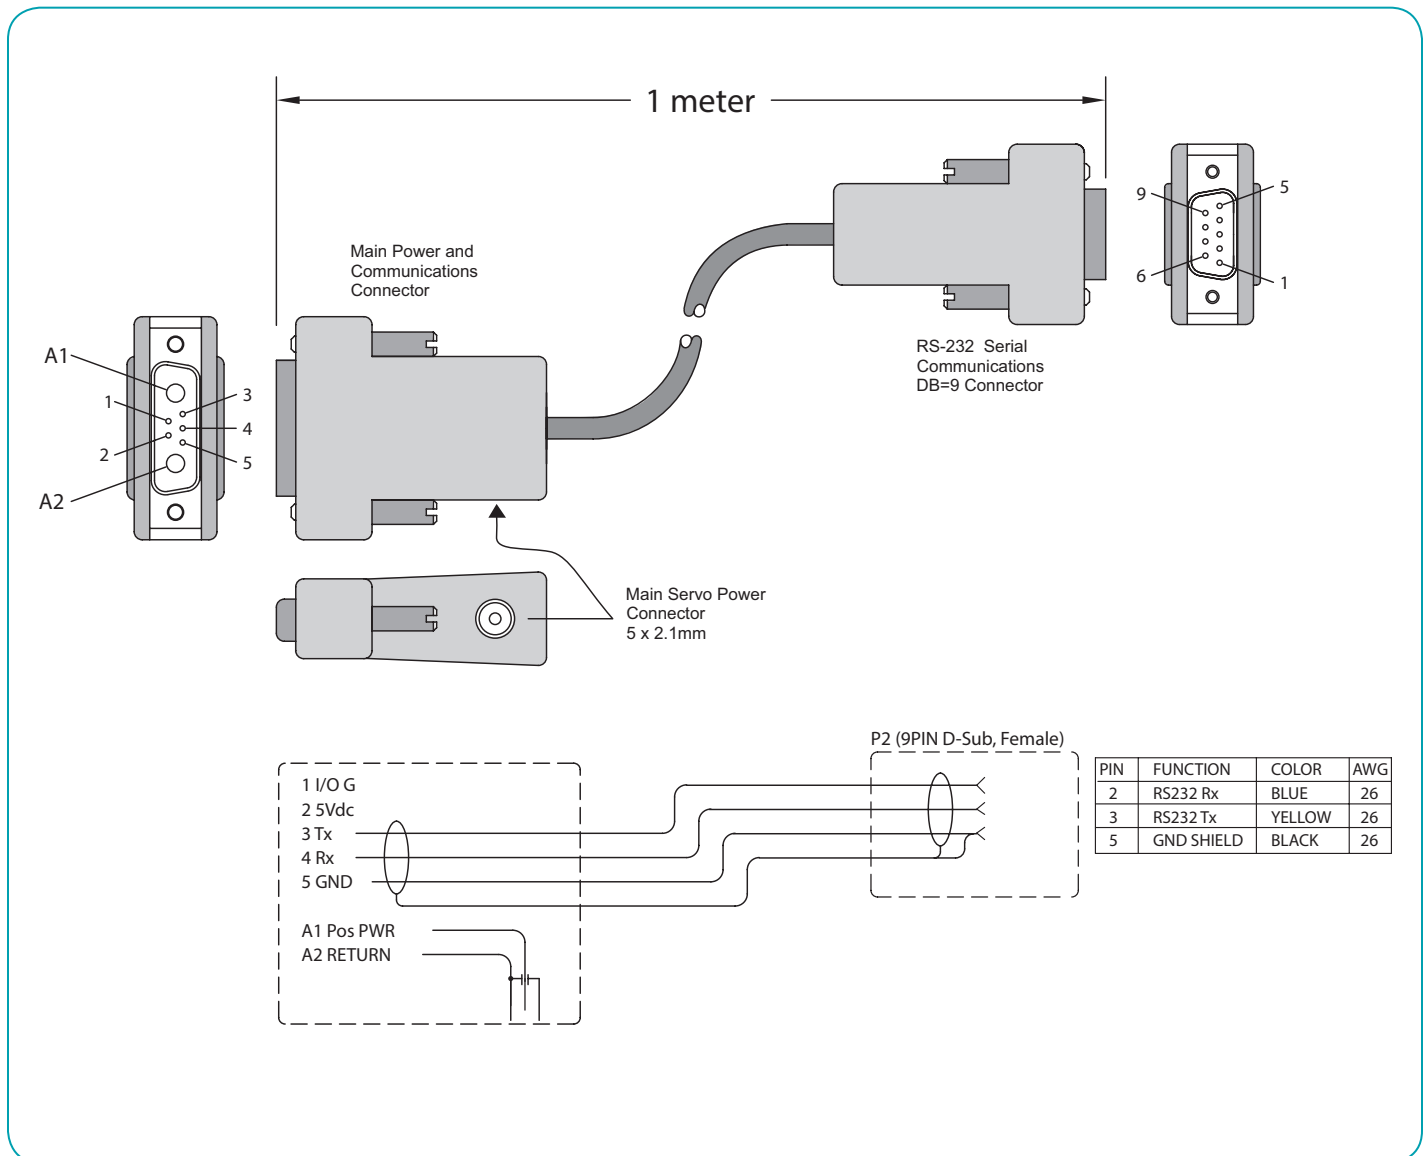 1 meter
Main Power and
Communications
Connector
9
5
6
1
A1
1
2
A2
3
4
5
RS-232 Serial
Communications
DB=9 Connector
Main Servo Power
Connector
5 x 2.1mm
P2 (9PIN D-Sub, Female)
1 I/O G
2 5Vdc
3 Tx
4 Rx
5 GND
A1 Pos PWR
A2 RETURN
PIN FUNCTION COLOR AWG
2 RS232 Rx BLUE 26
3 RS232 Tx YELLOW 26
5 GND SHIELD BLACK 26